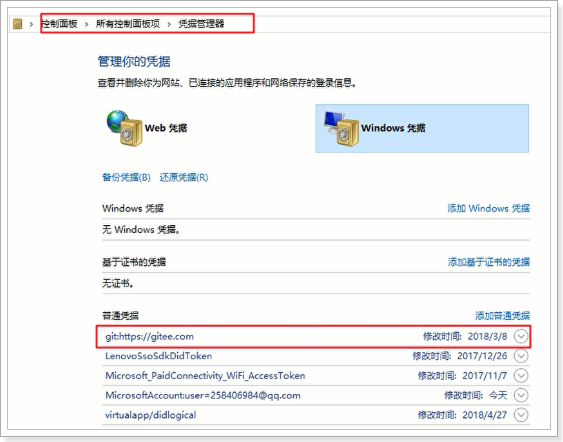 控制面板 › 所有控制面板项 › 凭据管理器
管理你的凭据
查看并删除你为网站、已连接的应用程序和网络保存的登录信息。
Web 凭据
Windows 凭据
备份凭据(B) 还原凭据(R)
Windows 凭据 添加 Windows 凭据
无 Windows 凭据。
基于证书的凭据 添加基于证书的凭据
无证书。
普通凭据 添加普通凭据
git:https://gitee.com 修改时间: 2018/3/8
LenovoSsoSdkDidToken 修改时间: 2017/12/26
Microsoft_PaidConnectivity_WiFi_AccessToken 修改时间: 2017/11/7
MicrosoftAccount:user=258406984@qq.com 修改时间: 今天
virtualapp/didlogical 修改时间: 2018/4/27